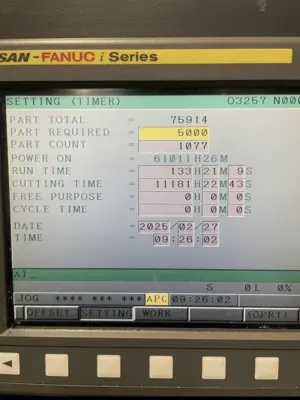 SAN-FANUC i Series
SETTING (TIMER) O3257 N00
PART TOTAL = 75914
PART REQUIRED = 5000
PART COUNT = 1077
POWER ON = 61011H26M
RUN TIME = 133H21M 9S
CUTTING TIME = 11181H22M43S
FREE PURPOSE = 0H 0M 0S
CYCLE TIME = 0H 0M 0S
DATE = 2025/02/27
TIME = 09:26:02
A)_
S 0L 0%
JOG **** *** *** APC 09:26:02
OFFSET SETTING WORK (OPRT)